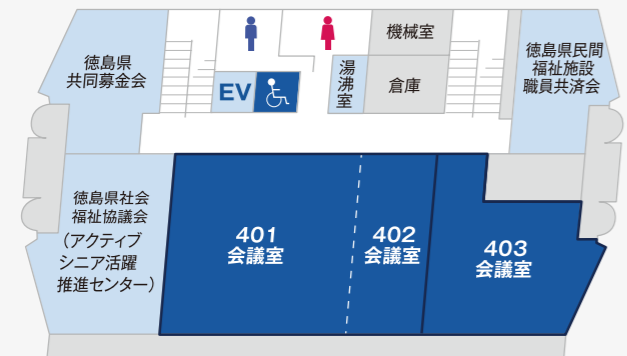 徳島県
共同募金会
EV
湯沸室
機械室
倉庫
徳島県民間
福祉施設
職員共済会
徳島県社会
福祉協議会
（アクティブ
シニア活躍
推進センター）
401
会議室
402
会議室
403
会議室